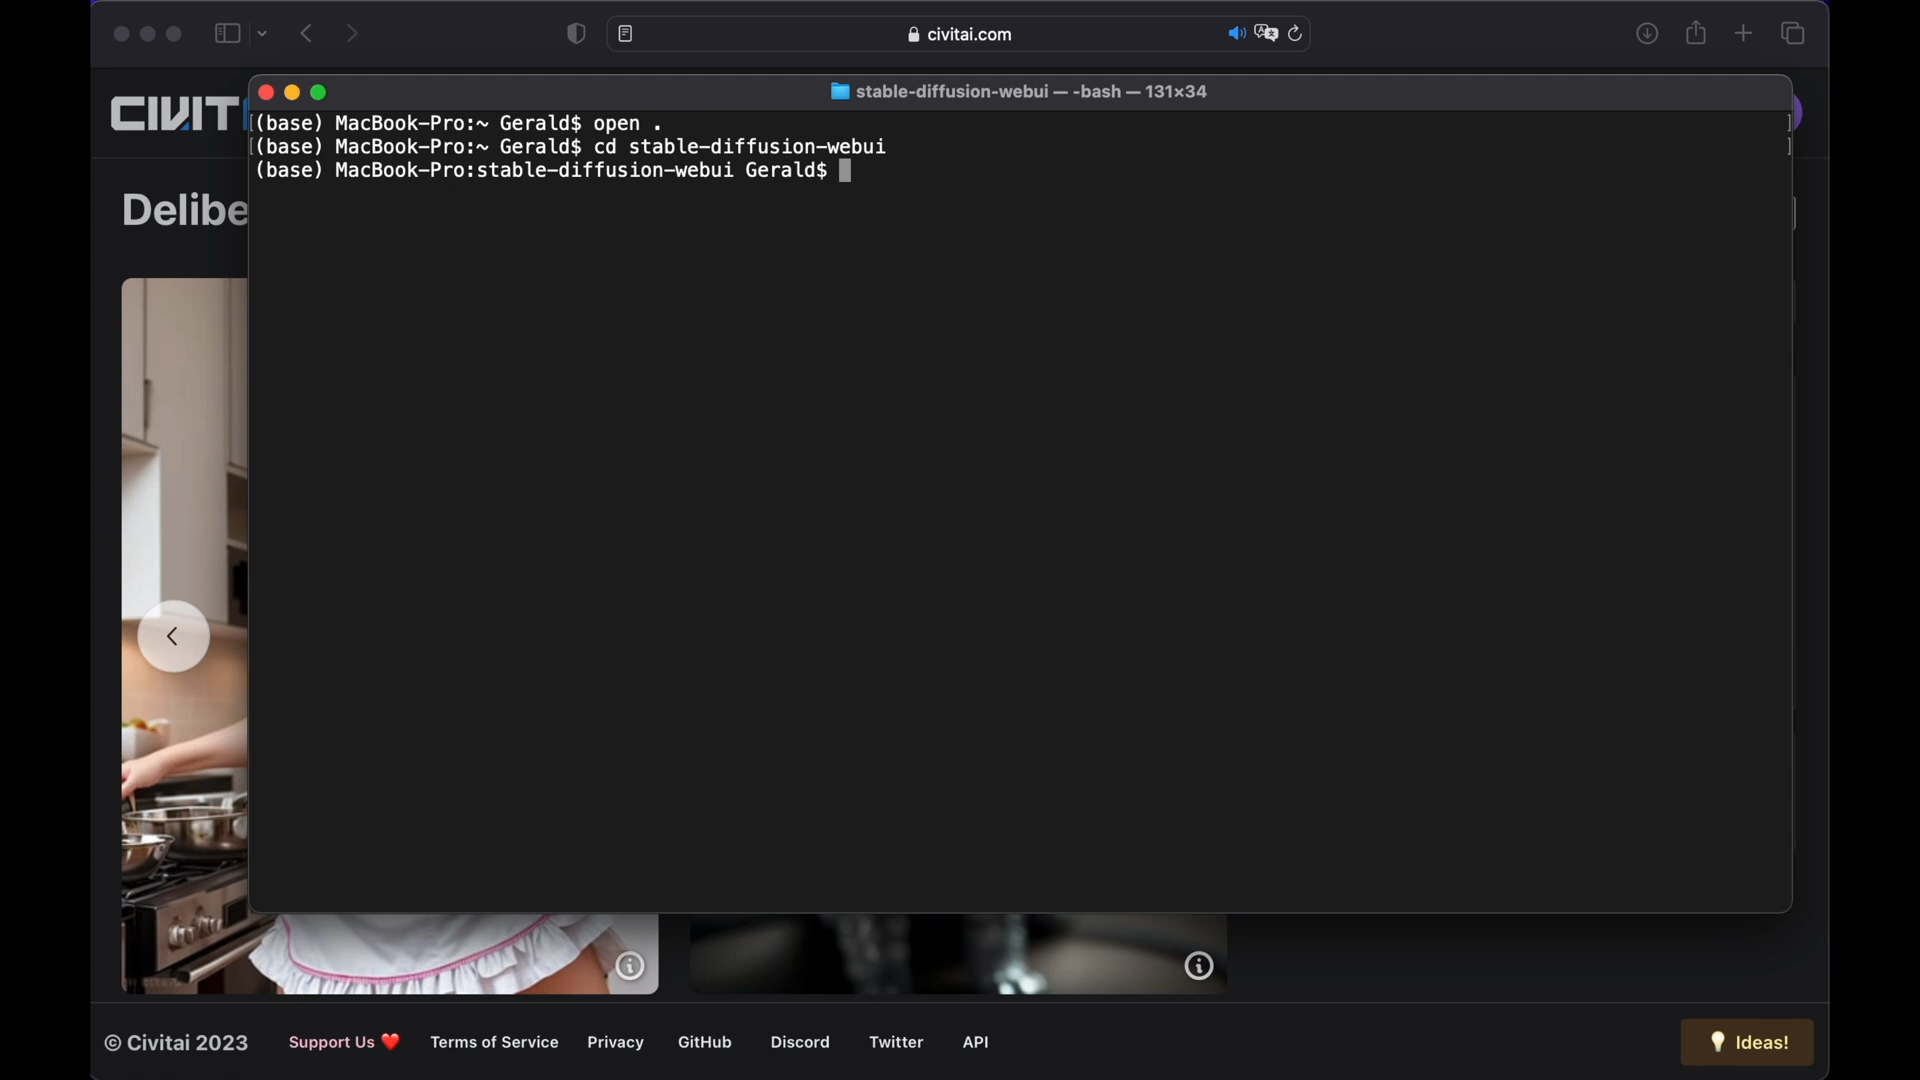 civitai.com
stable-diffusion-webui — -bash — 131×34
CIVIT
[(base) MacBook-Pro:~ Gerald$ open . ]
[(base) MacBook-Pro:~ Gerald$ cd stable-diffusion-webui ]
(base) MacBook-Pro:stable-diffusion-webui Gerald$
Delibe
© Civitai 2023 Support Us ❤️ Terms of Service Privacy GitHub Discord Twitter API 💡 Ideas!